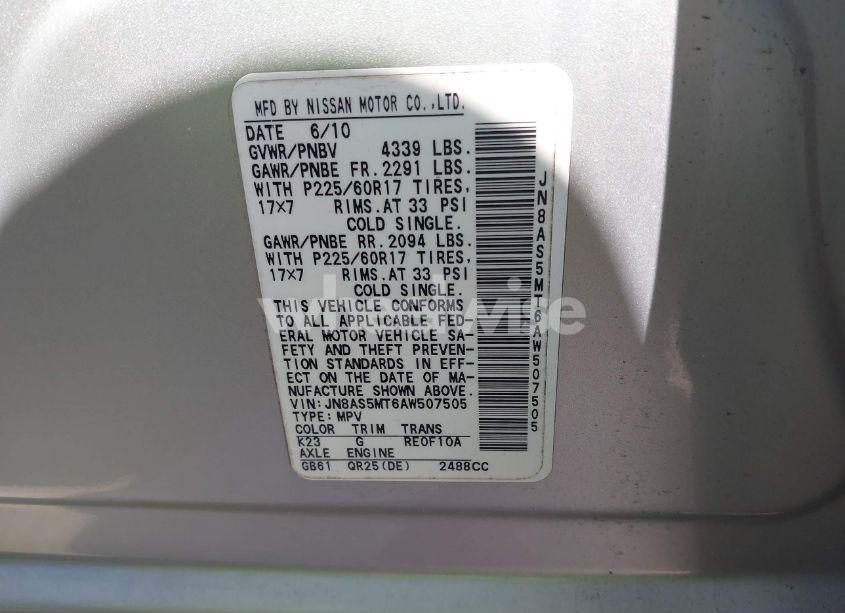 MFD BY NISSAN MOTOR CO.,LTD.
DATE 6/10
GVWR/PNBV 4339 LBS.
GAWR/PNBE FR. 2291 LBS.
WITH P225/60R17 TIRES,
17×7 RIMS.AT 33 PSI
COLD SINGLE.
GAWR/PNBE RR. 2094 LBS.
WITH P225/60R17 TIRES,
17×7 RIMS.AT 33 PSI
COLD SINGLE.
THIS VEHICLE CONFORMS
TO ALL APPLICABLE FED-
ERAL MOTOR VEHICLE SA-
FETY AND THEFT PREVEN-
TION STANDARDS IN EFF-
ECT ON THE DATE OF MA-
NUFACTURE SHOWN ABOVE.
VIN:JN8AS5MT6AW507505
TYPE:MPV
COLOR TRIM TRANS
K23 G RE0F10A
AXLE ENGINE
GB61 QR25(DE) 2488CC
JN8AS5MT6AW507505